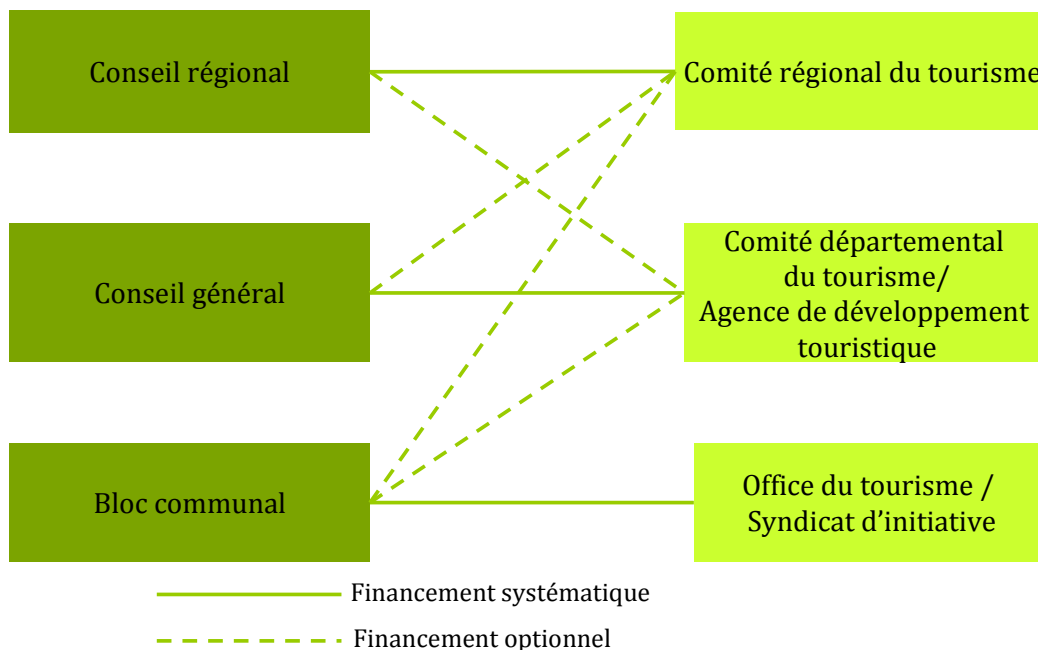 Conseil régional
Comité régional du tourisme
Conseil général
Comité départemental
du tourisme/
Agence de développement
touristique
Bloc communal
Office du tourisme /
Syndicat d’initiative
Financement systématique
Financement optionnel